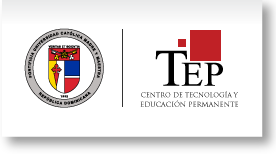 PONTIFICIA UNIVERSIDAD CATÓLICA MADRE Y MAESTRA
REPÚBLICA DOMINICANA
TEP
CENTRO DE TECNOLOGÍA Y
EDUCACIÓN PERMANENTE